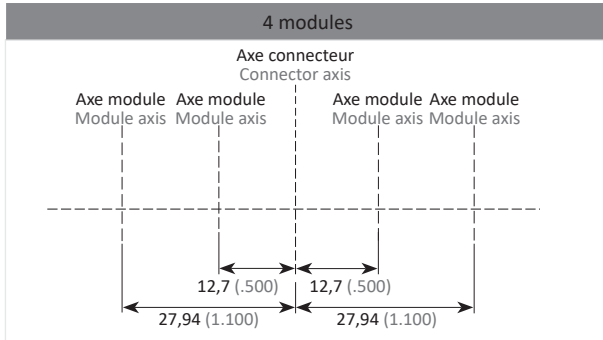 4 modules
Axe connecteur
Connector axis
Axe module Axe module Axe module Axe module
Module axis Module axis Module axis Module axis
12,7 (.500) 12,7 (.500)
27,94 (1.100) 27,94 (1.100)